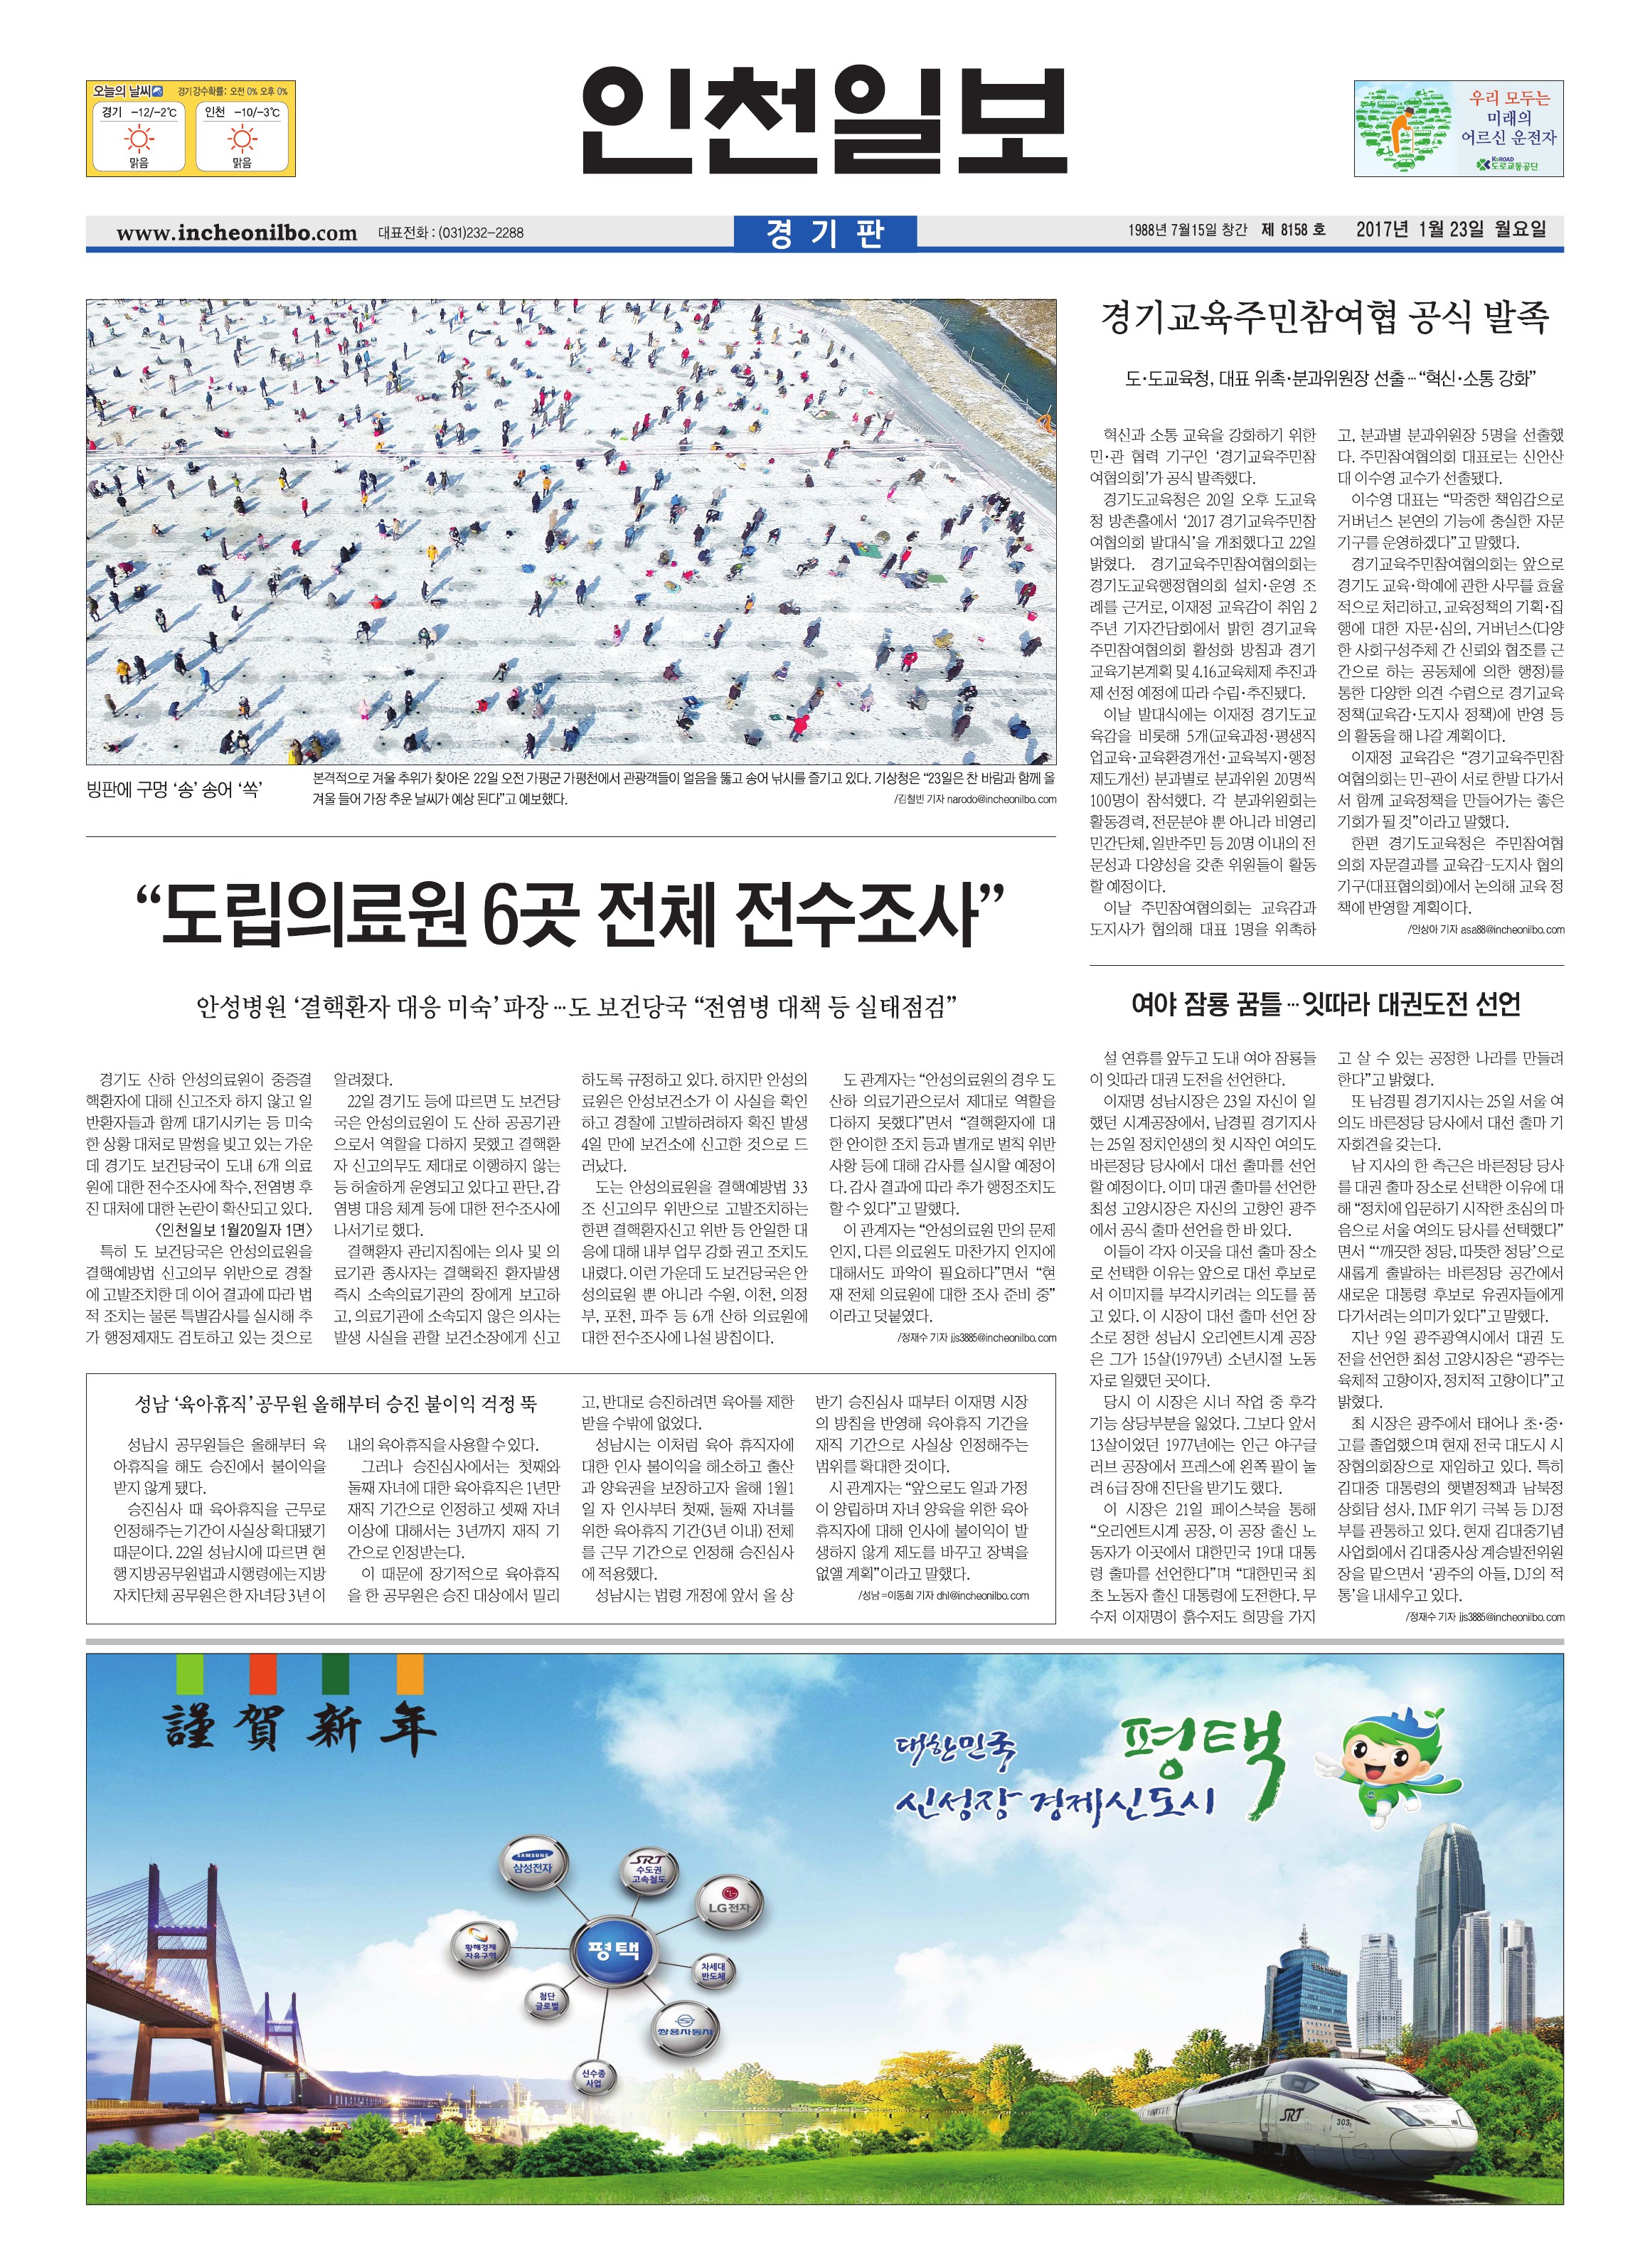 오늘의 날씨 경기 강수확률: 오전 0% 오후 0%
경기 -12/-2℃
맑음
인천 -10/-3℃
맑음
인천일보
우리 모두는
미래의
어르신 운전자
KoROAD
도로교통공단
www.incheonilbo.com 대표전화 : (031)232-2288
경기판
1988년 7월15일 창간 제 8158 호 2017년 1월 23일 월요일
빙판에 구멍 ‘송’ 송어 ‘쏙’
본격적으로 겨울 추위가 찾아온 22일 오전 가평군 가평천에서 관광객들이 얼음을 뚫고 송어 낚시를 즐기고 있다. 기상청은 “23일은 찬 바람과 함께 올
겨울 들어 가장 추운 날씨가 예상 된다”고 예보했다.
/김철빈 기자 narodo@incheonilbo.com
“도립의료원 6곳 전체 전수조사”
안성병원 ‘결핵환자 대응 미숙’ 파장 … 도 보건당국 “전염병 대책 등 실태점검”
경기도 산하 안성의료원이 중증결
핵환자에 대해 신고조차 하지 않고 일
반환자들과 함께 대기시키는 등 미숙
한 상황 대처로 말썽을 빚고 있는 가운
데 경기도 보건당국이 도내 6개 의료
원에 대한 전수조사에 착수, 전염병 후
진 대처에 대한 논란이 확산되고 있다.
〈인천일보 1월20일자 1면〉
특히 도 보건당국은 안성의료원을
결핵예방법 신고의무 위반으로 경찰
에 고발조치한 데 이어 결과에 따라 법
적 조치는 물론 특별감사를 실시해 추
가 행정제재도 검토하고 있는 것으로
알려졌다.
22일 경기도 등에 따르면 도 보건당
국은 안성의료원이 도 산하 공공기관
으로서 역할을 다하지 못했고 결핵환
자 신고의무도 제대로 이행하지 않는
등 허술하게 운영되고 있다고 판단, 감
염병 대응 체계 등에 대한 전수조사에
나서기로 했다.
결핵환자 관리지침에는 의사 및 의
료기관 종사자는 결핵확진 환자발생
즉시 소속의료기관의 장에게 보고하
고, 의료기관에 소속되지 않은 의사는
발생 사실을 관할 보건소장에게 신고
하도록 규정하고 있다. 하지만 안성의
료원은 안성보건소가 이 사실을 확인
하고 경찰에 고발하려하자 확진 발생
4일 만에 보건소에 신고한 것으로 드
러났다.
도는 안성의료원을 결핵예방법 33
조 신고의무 위반으로 고발조치하는
한편 결핵환자신고 위반 등 안일한 대
응에 대해 내부 업무 강화 권고 조치도
내렸다. 이런 가운데 도 보건당국은 안
성의료원 뿐 아니라 수원, 이천, 의정
부, 포천, 파주 등 6개 산하 의료원에
대한 전수조사에 나설 방침이다.
도 관계자는 “안성의료원의 경우 도
산하 의료기관으로서 제대로 역할을
다하지 못했다”면서 “결핵환자에 대
한 안이한 조치 등과 별개로 벌칙 위반
사항 등에 대해 감사를 실시할 예정이
다. 감사 결과에 따라 추가 행정조치도
할 수 있다”고 말했다.
이 관계자는 “안성의료원 만의 문제
인지, 다른 의료원도 마찬가지 인지에
대해서도 파악이 필요하다”면서 “현
재 전체 의료원에 대한 조사 준비 중”
이라고 덧붙였다.
/정재수 기자 jjs3885@incheonilbo.com
성남 ‘육아휴직’ 공무원 올해부터 승진 불이익 걱정 뚝
성남시 공무원들은 올해부터 육
아휴직을 해도 승진에서 불이익을
받지 않게 됐다.
승진심사 때 육아휴직을 근무로
인정해주는 기간이 사실상 확대됐기
때문이다. 22일 성남시에 따르면 현
행 지방공무원법과 시행령에는 지방
자치단체 공무원은 한 자녀당 3년 이
내의 육아휴직을 사용할 수 있다.
그러나 승진심사에서는 첫째와
둘째 자녀에 대한 육아휴직은 1년만
재직 기간으로 인정하고 셋째 자녀
이상에 대해서는 3년까지 재직 기
간으로 인정받는다.
이 때문에 장기적으로 육아휴직
을 한 공무원은 승진 대상에서 밀리
고, 반대로 승진하려면 육아를 제한
받을 수밖에 없었다.
성남시는 이처럼 육아 휴직자에
대한 인사 불이익을 해소하고 출산
과 양육권을 보장하고자 올해 1월1
일 자 인사부터 첫째, 둘째 자녀를
위한 육아휴직 기간(3년 이내) 전체
를 근무 기간으로 인정해 승진심사
에 적용했다.
성남시는 법령 개정에 앞서 올 상
반기 승진심사 때부터 이재명 시장
의 방침을 반영해 육아휴직 기간을
재직 기간으로 사실상 인정해주는
범위를 확대한 것이다.
시 관계자는 “앞으로도 일과 가정
이 양립하며 자녀 양육을 위한 육아
휴직자에 대해 인사에 불이익이 발
생하지 않게 제도를 바꾸고 장벽을
없앨 계획”이라고 말했다.
/성남=이동희 기자 dhl@incheonilbo.com
경기교육주민참여협 공식 발족
도·도교육청, 대표 위촉·분과위원장 선출 … “혁신·소통 강화”
혁신과 소통 교육을 강화하기 위한
민·관 협력 기구인 ‘경기교육주민참
여협의회’가 공식 발족했다.
경기도교육청은 20일 오후 도교육
청 방촌홀에서 ‘2017 경기교육주민참
여협의회 발대식’을 개최했다고 22일
밝혔다. 경기교육주민참여협의회는
경기도교육행정협의회 설치·운영 조
례를 근거로, 이재정 교육감이 취임 2
주년 기자간담회에서 밝힌 경기교육
주민참여협의회 활성화 방침과 경기
교육기본계획 및 4.16교육체제 추진과
제 선정 예정에 따라 수립·추진됐다.
이날 발대식에는 이재정 경기도교
육감을 비롯해 5개(교육과정·평생직
업교육·교육환경개선·교육복지·행정
제도개선) 분과별로 분과위원 20명씩
100명이 참석했다. 각 분과위원회는
활동경력, 전문분야 뿐 아니라 비영리
민간단체, 일반주민 등 20명 이내의 전
문성과 다양성을 갖춘 위원들이 활동
할 예정이다.
이날 주민참여협의회는 교육감과
도지사가 협의해 대표 1명을 위촉하
고, 분과별 분과위원장 5명을 선출했
다. 주민참여협의회 대표로는 신안산
대 이수영 교수가 선출됐다.
이수영 대표는 “막중한 책임감으로
거버넌스 본연의 기능에 충실한 자문
기구를 운영하겠다”고 말했다.
경기교육주민참여협의회는 앞으로
경기도 교육·학예에 관한 사무를 효율
적으로 처리하고, 교육정책의 기획·집
행에 대한 자문·심의, 거버넌스(다양
한 사회구성주체 간 신뢰와 협조를 근
간으로 하는 공동체에 의한 행정)를
통한 다양한 의견 수렴으로 경기교육
정책(교육감·도지사 정책)에 반영 등
의 활동을 해 나갈 계획이다.
이재정 교육감은 “경기교육주민참
여협의회는 민-관이 서로 한발 다가서
서 함께 교육정책을 만들어가는 좋은
기회가 될 것”이라고 말했다.
한편 경기도교육청은 주민참여협
의회 자문결과를 교육감-도지사 협의
기구(대표협의회)에서 논의해 교육 정
책에 반영할 계획이다.
/안상아 기자 asa88@incheonilbo.com
여야 잠룡 꿈틀 … 잇따라 대권도전 선언
설 연휴를 앞두고 도내 여야 잠룡들
이 잇따라 대권 도전을 선언한다.
이재명 성남시장은 23일 자신이 일
했던 시계공장에서, 남경필 경기지사
는 25일 정치인생의 첫 시작인 여의도
바른정당 당사에서 대선 출마를 선언
할 예정이다. 이미 대권 출마를 선언한
최성 고양시장은 자신의 고향인 광주
에서 공식 출마 선언을 한 바 있다.
이들이 각자 이곳을 대선 출마 장소
로 선택한 이유는 앞으로 대선 후보로
서 이미지를 부각시키려는 의도를 품
고 있다. 이 시장이 대선 출마 선언 장
소로 정한 성남시 오리엔트시계 공장
은 그가 15살(1979년) 소년시절 노동
자로 일했던 곳이다.
당시 이 시장은 시너 작업 중 후각
기능 상당부분을 잃었다. 그보다 앞서
13살이었던 1977년에는 인근 야구글
러브 공장에서 프레스에 왼쪽 팔이 눌
려 6급 장애 진단을 받기도 했다.
이 시장은 21일 페이스북을 통해
“오리엔트시계 공장, 이 공장 출신 노
동자가 이곳에서 대한민국 19대 대통
령 출마를 선언한다”며 “대한민국 최
초 노동자 출신 대통령에 도전한다. 무
수저 이재명이 흙수저도 희망을 가지
고 살 수 있는 공정한 나라를 만들려
한다”고 밝혔다.
또 남경필 경기지사는 25일 서울 여
의도 바른정당 당사에서 대선 출마 기
자회견을 갖는다.
남 지사의 한 측근은 바른정당 당사
를 대권 출마 장소로 선택한 이유에 대
해 “정치에 입문하기 시작한 초심의 마
음으로 서울 여의도 당사를 선택했다”
면서 “‘깨끗한 정당, 따뜻한 정당’으로
새롭게 출발하는 바른정당 공간에서
새로운 대통령 후보로 유권자들에게
다가서려는 의미가 있다”고 말했다.
지난 9일 광주광역시에서 대권 도
전을 선언한 최성 고양시장은 “광주는
육체적 고향이자, 정치적 고향이다”고
밝혔다.
최 시장은 광주에서 태어나 초·중·
고를 졸업했으며 현재 전국 대도시 시
장협의회장으로 재임하고 있다. 특히
김대중 대통령의 햇볕정책과 남북정
상회담 성사, IMF 위기 극복 등 DJ정
부를 관통하고 있다. 현재 김대중기념
사업회에서 김대중사상 계승발전위원
장을 맡으면서 ‘광주의 아들, DJ의 적
통’을 내세우고 있다.
/정재수 기자 jjs3885@incheonilbo.com
謹賀新年
대한민국
신성장 경제신도시
평택
SAMSUNG
삼성전자
SRT
수도권
고속철도
LG전자
황해경제
자유구역
평택
차세대
반도체
첨단
글로벌
쌍용자동차
신수종
사업
SRT
303